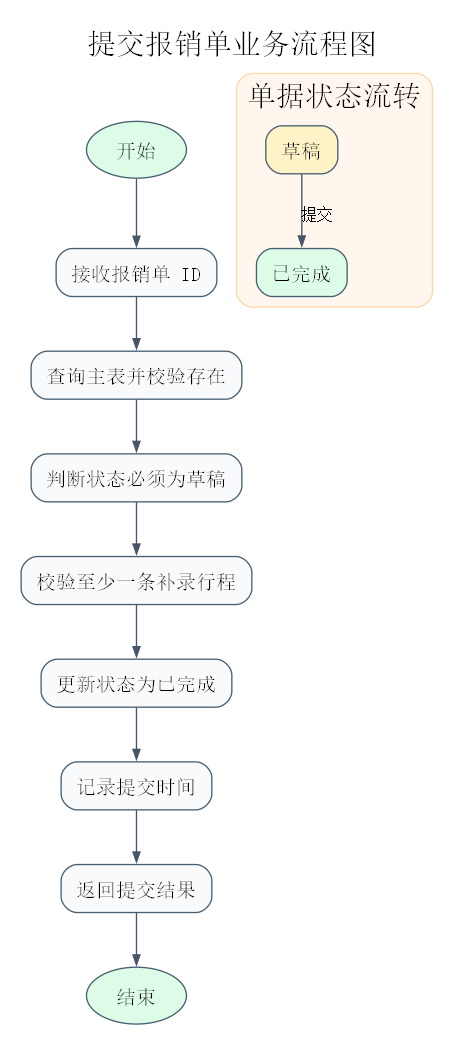 提交报销单业务流程图
单据状态流转
草稿
提交
已完成
开始
接收报销单 ID
查询主表并校验存在
判断状态必须为草稿
校验至少一条补录行程
更新状态为已完成
记录提交时间
返回提交结果
结束